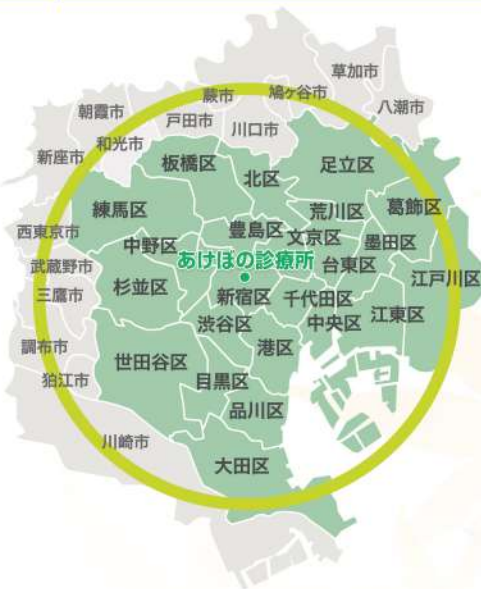 草加市
蕨市
鳩ヶ谷市
朝霞市
戸田市
川口市
八潮市
和光市
新座市
板橋区
北区
足立区
練馬区
荒川区
葛飾区
西東京市
中野区
豊島区
文京区
墨田区
武蔵野市
あけぼの診療所
台東区
江戸川区
三鷹市
杉並区
新宿区
千代田区
渋谷区
中央区
江東区
調布市
世田谷区
港区
狛江市
目黒区
品川区
川崎市
大田区